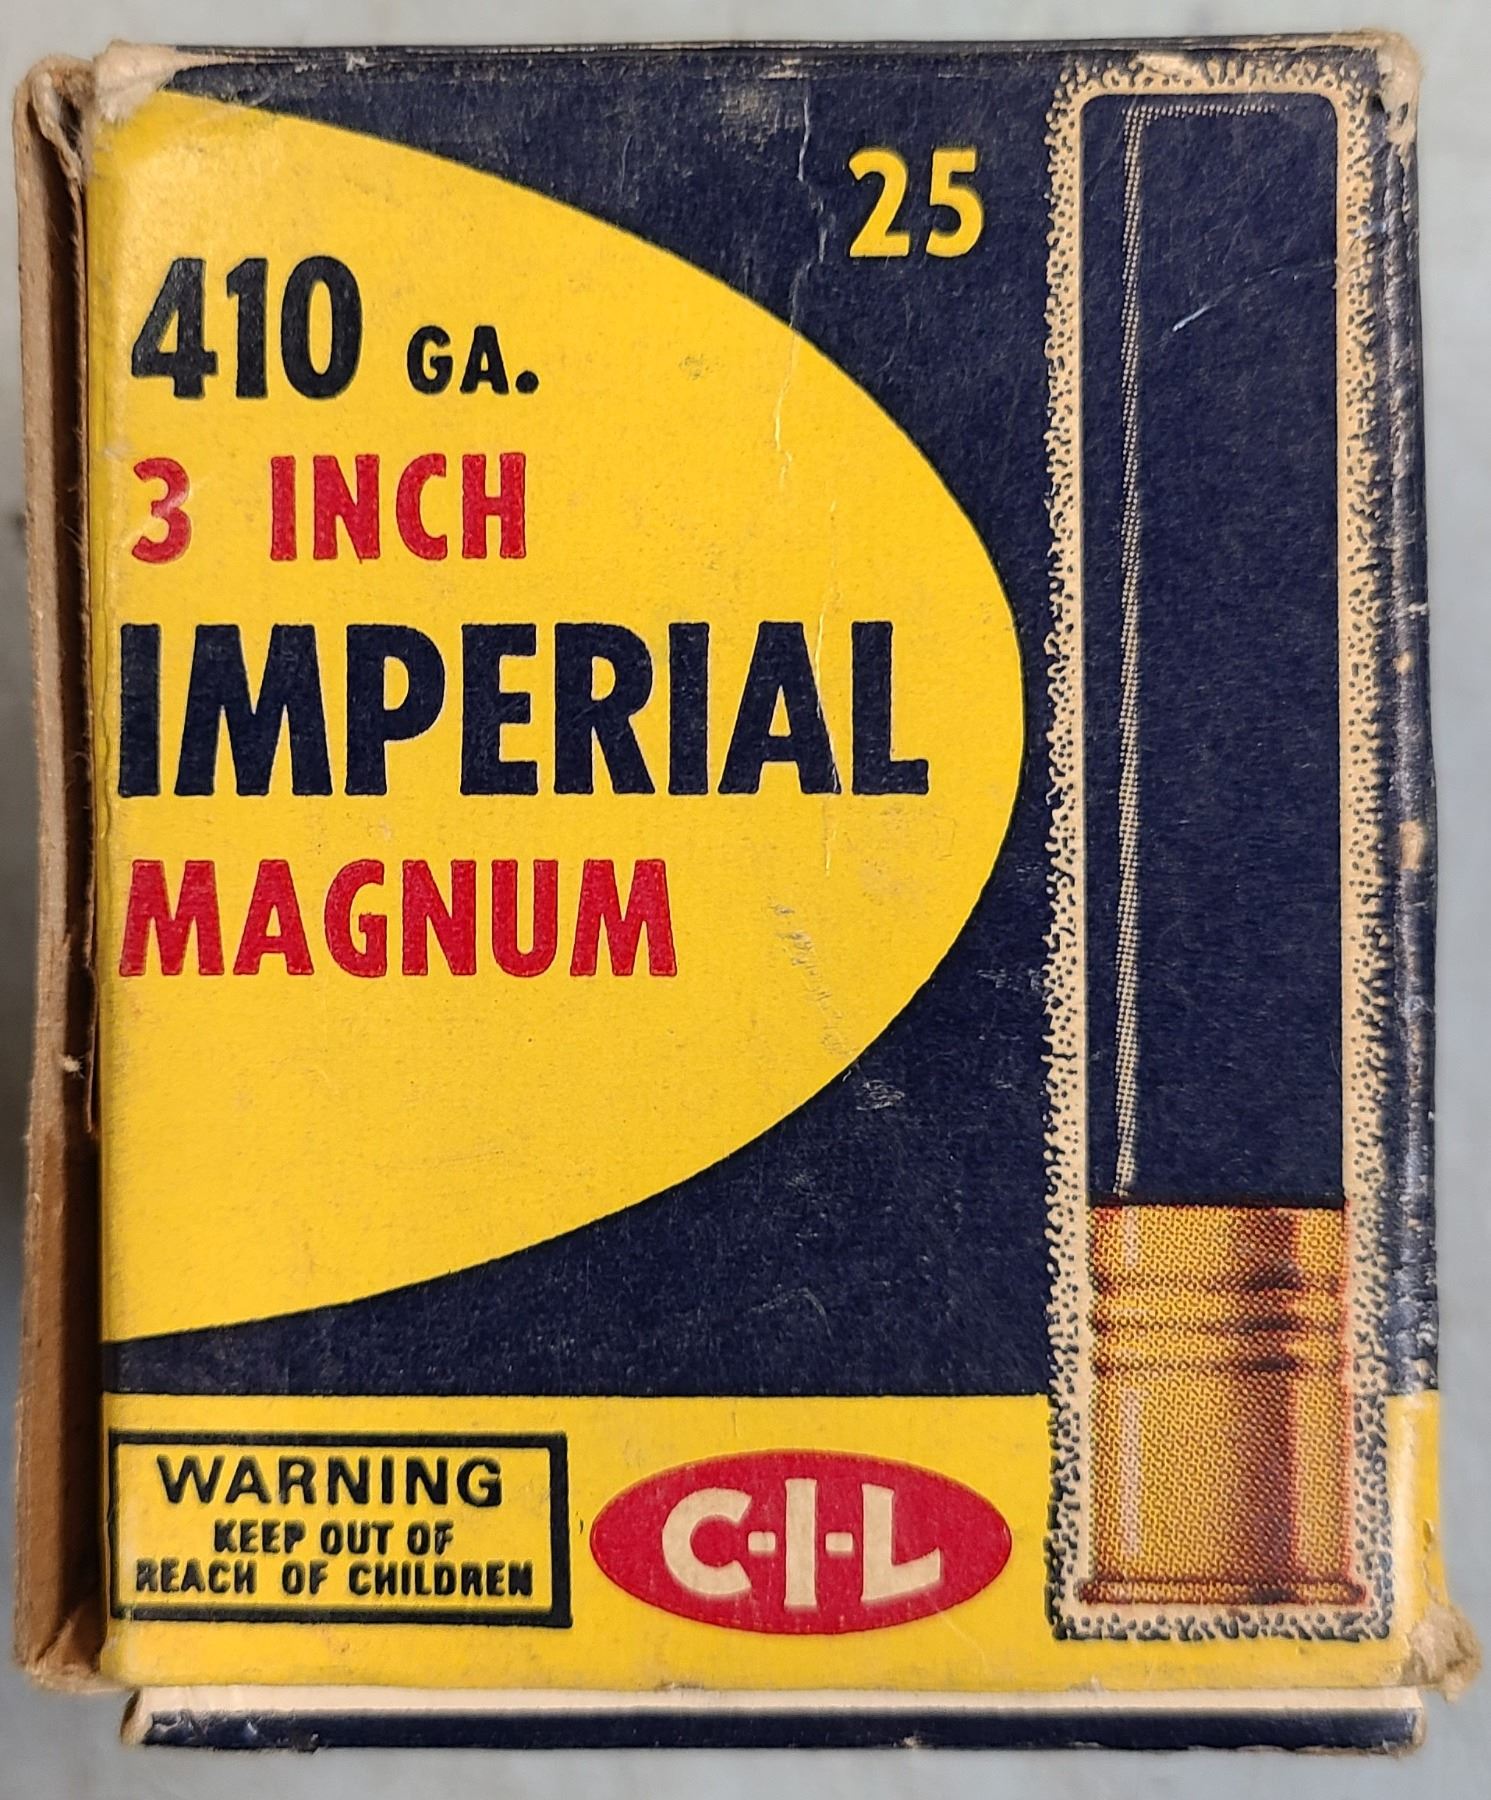 25
410 GA.
3 INCH
IMPERIAL
MAGNUM
WARNING
KEEP OUT OF
REACH OF CHILDREN
C-I-L